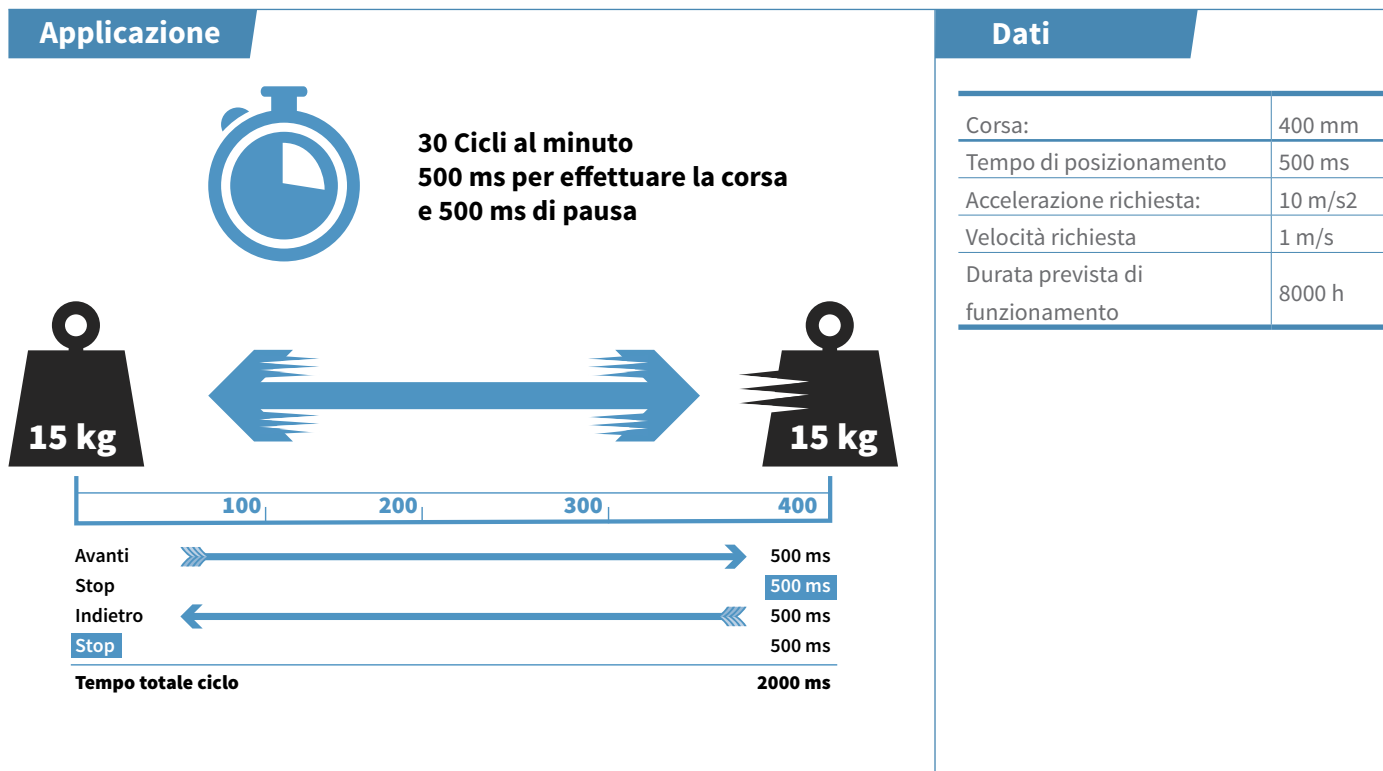 Applicazione
30 Cicli al minuto
500 ms per effettuare la corsa
e 500 ms di pausa
15 kg
15 kg
100 200 300 400
Avanti 500 ms
Stop 500 ms
Indietro 500 ms
Stop 500 ms
Tempo totale ciclo 2000 ms
Dati
Corsa: 400 mm
Tempo di posizionamento 500 ms
Accelerazione richiesta: 10 m/s2
Velocità richiesta 1 m/s
Durata prevista di
funzionamento 8000 h